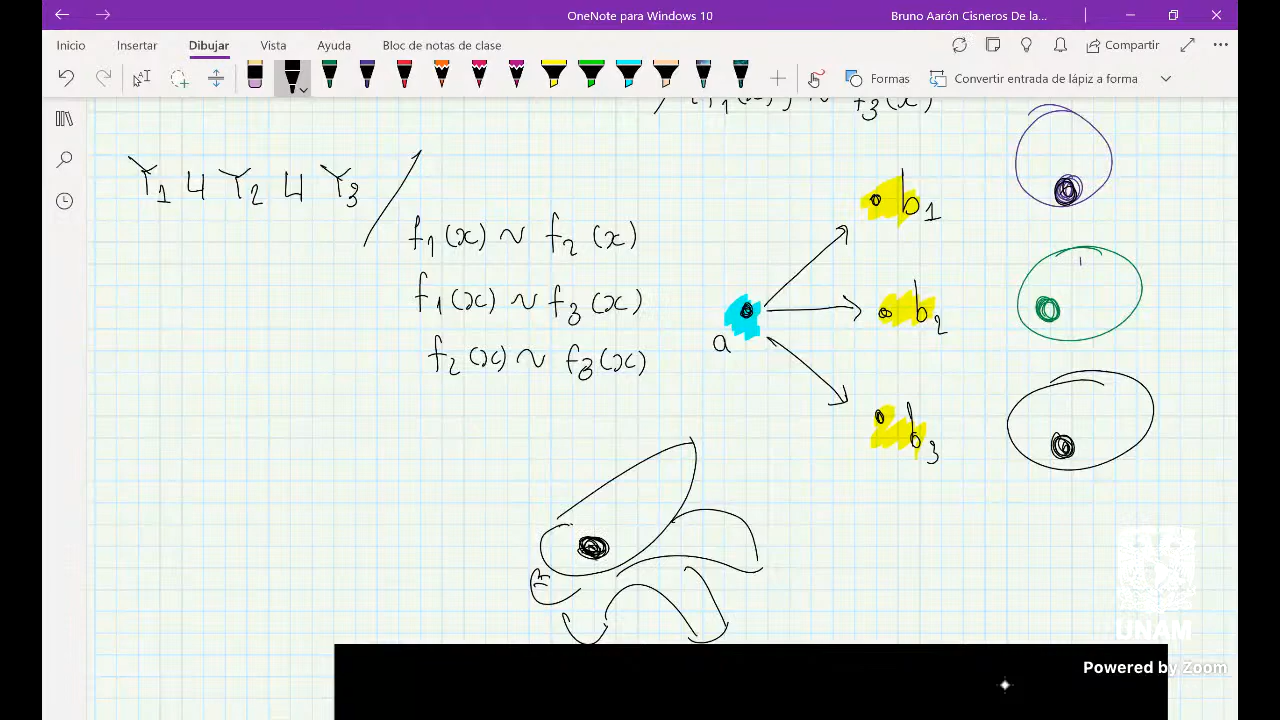 OneNote para Windows 10
Bruno Aarón Cisneros De la...
Inicio Insertar Dibujar Vista Ayuda Bloc de notas de clase
Compartir
Formas
Convertir entrada de lápiz a forma
f₃(x)
Y₁ ⊔ Y₂ ⊔ Y₃ /
f₁(x) ~ f₂(x)
f₁(x) ~ f₃(x)
f₂(x) ~ f₃(x)
a
b₁
b₂
b₃
UNAM
Powered by Zoom